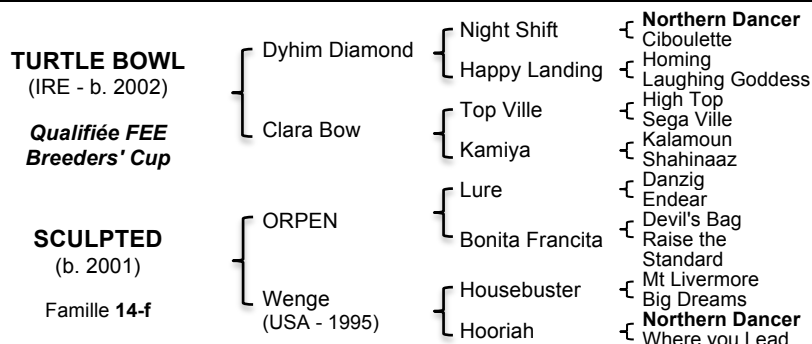 TURTLE BOWL
(IRE - b. 2002)
Qualifiée FEE
Breeders' Cup
Dyhim Diamond
Clara Bow
Night Shift
Happy Landing
Top Ville
Kamiya
Northern Dancer
Ciboulette
Homing
Laughing Goddess
High Top
Sega Ville
Kalamoun
Shahinaaz
SCULPTED
(b. 2001)
Famille 14-f
ORPEN
Wenge
(USA - 1995)
Lure
Bonita Francita
Housebuster
Hooriah
Danzig
Endear
Devil's Bag
Raise the
Standard
Mt Livermore
Big Dreams
Northern Dancer
Where you Lead